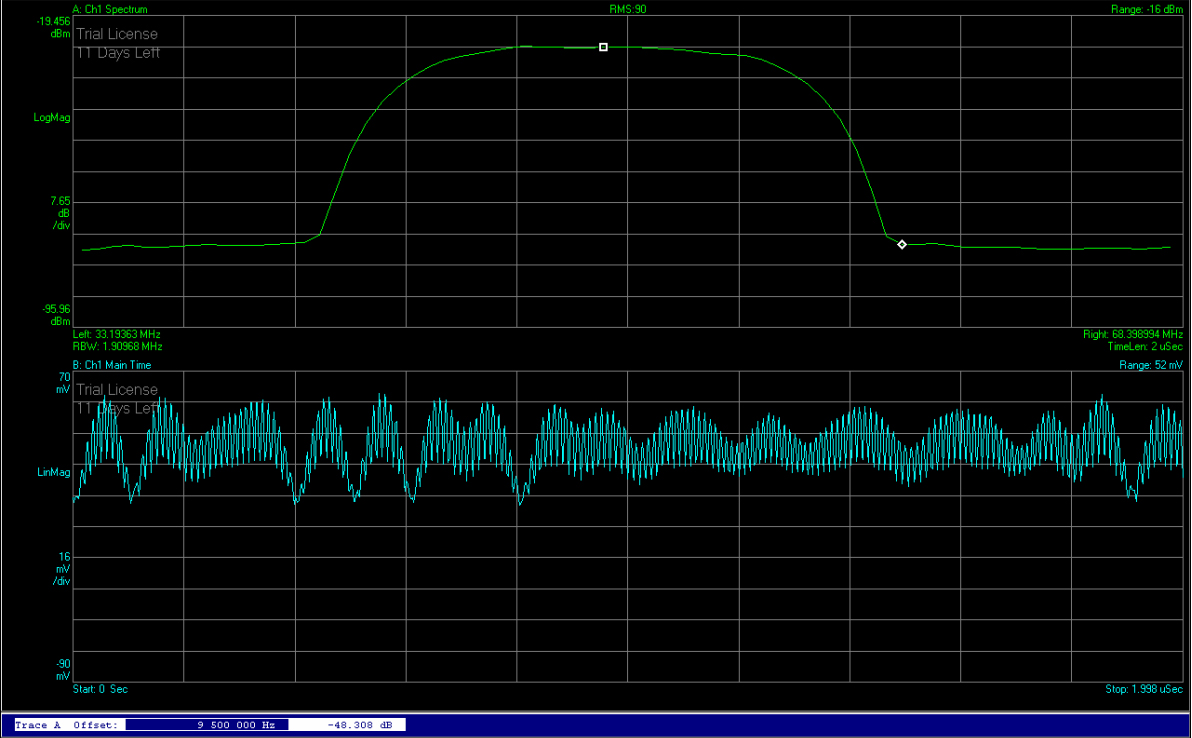 A: Ch1 Spectrum RMS:90 Range: -16 dBm
-19.456
dBm
Trial License
11 Days Left
LogMag
7.65
dB
/div
-95.96
dBm
Left: 33.19363 MHz Right: 68.398994 MHz
RBW: 1.90968 MHz TimeLen: 2 uSec
B: Ch1 Main Time Range: 52 mV
70
mV
Trial License
11 Days Left
LinMag
16
mV
/div
-90
mV
Start: 0 Sec Stop: 1.998 uSec
Trace A Offset: 9 500 000 Hz -48.308 dB